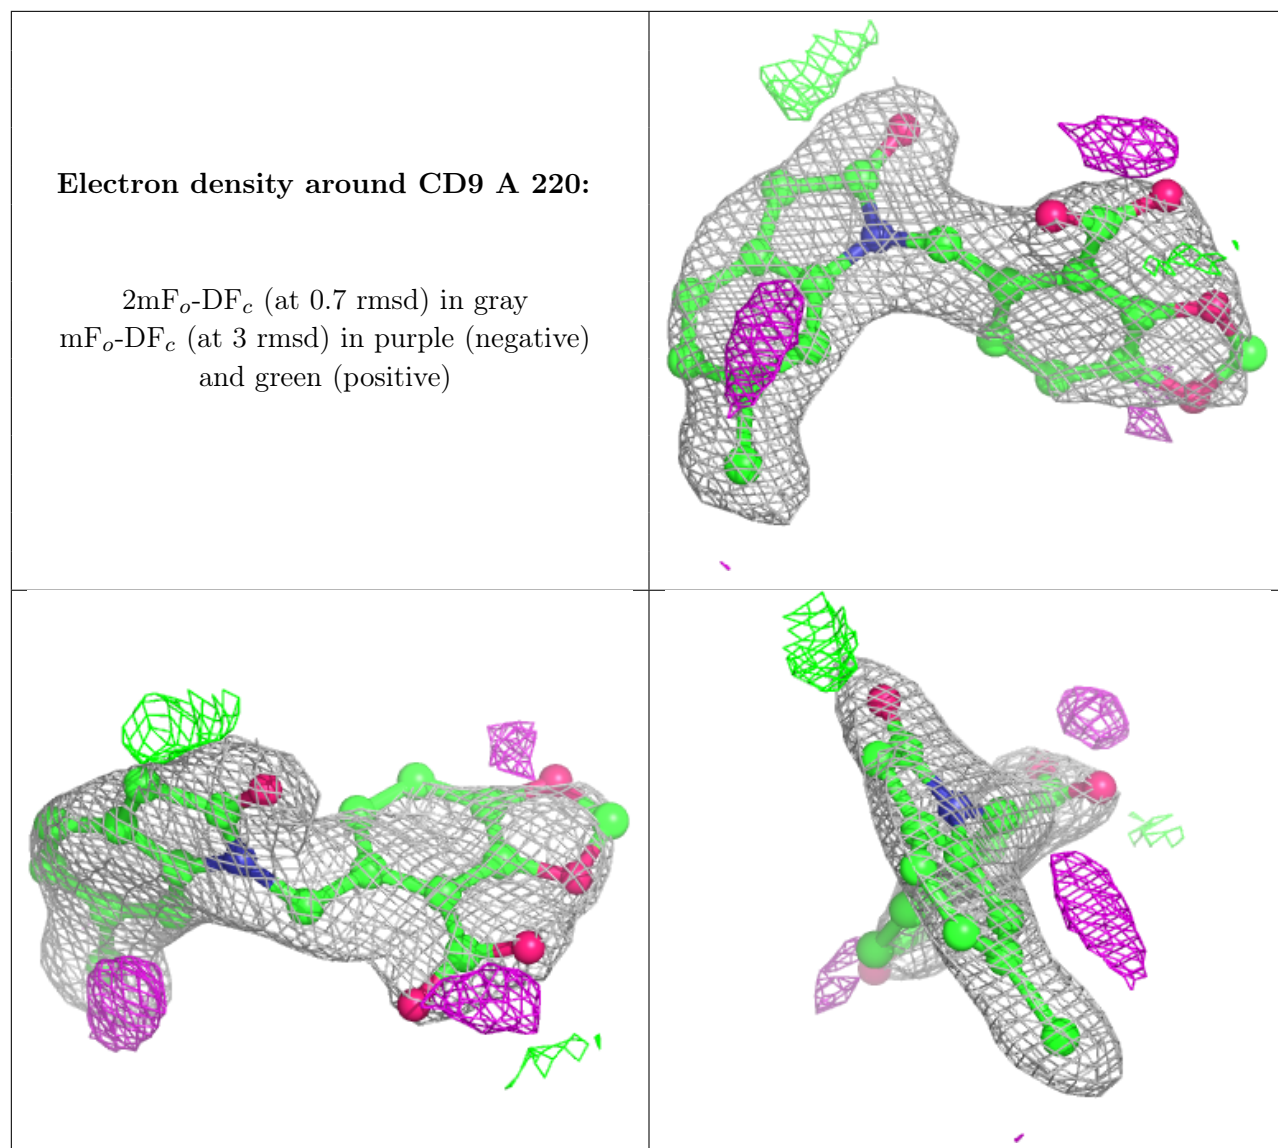 Electron density around CD9 A 220:
2mFo-DFc (at 0.7 rmsd) in gray
mFo-DFc (at 3 rmsd) in purple (negative)
and green (positive)